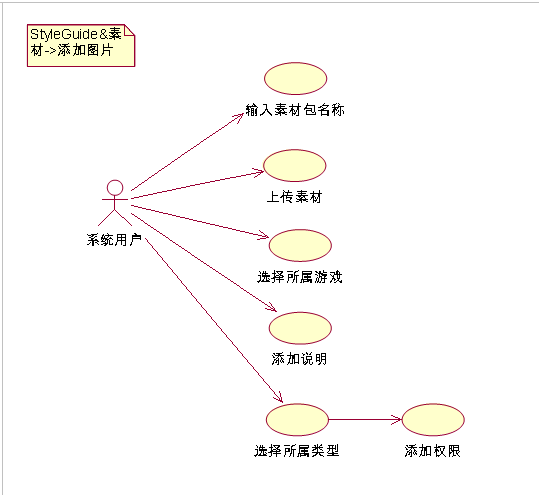 StyleGuide&素
材->添加图片
输入素材包名称
上传素材
系统用户
选择所属游戏
添加说明
选择所属类型
添加权限